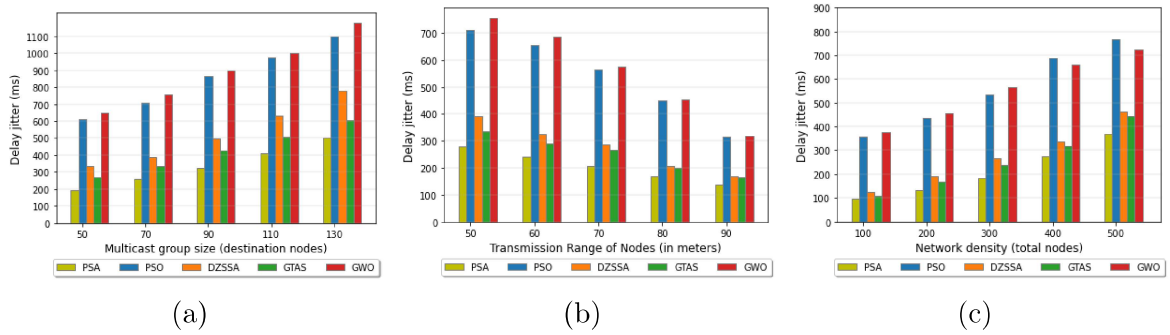 Delay jitter (ms)
1100
1000
900
800
700
600
500
400
300
200
100
0
50 70 90 110 130
Multicast group size (destination nodes)
PSA PSO DZSSA GTAS GWO
(a)
Delay jitter (ms)
700
600
500
400
300
200
100
0
50 60 70 80 90
Transmission Range of Nodes (in meters)
PSA PSO DZSSA GTAS GWO
(b)
Delay jitter (ms)
900
800
700
600
500
400
300
200
100
0
100 200 300 400 500
Network density (total nodes)
PSA PSO DZSSA GTAS GWO
(c)